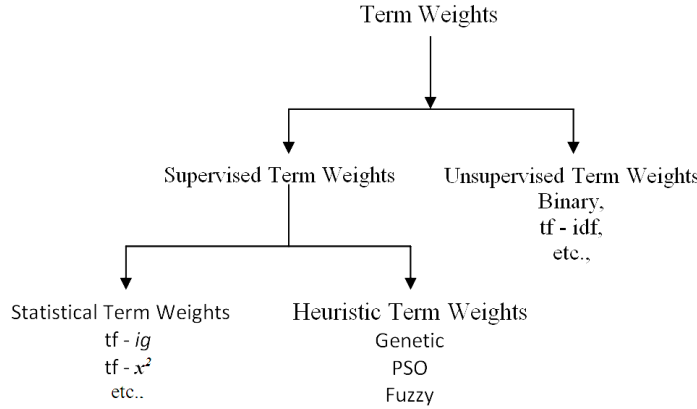 Term Weights
Supervised Term Weights
Unsupervised Term Weights
Binary,
tf - idf,
etc.,
Statistical Term Weights
tf - ig
tf - x²
etc..
Heuristic Term Weights
Genetic
PSO
Fuzzy